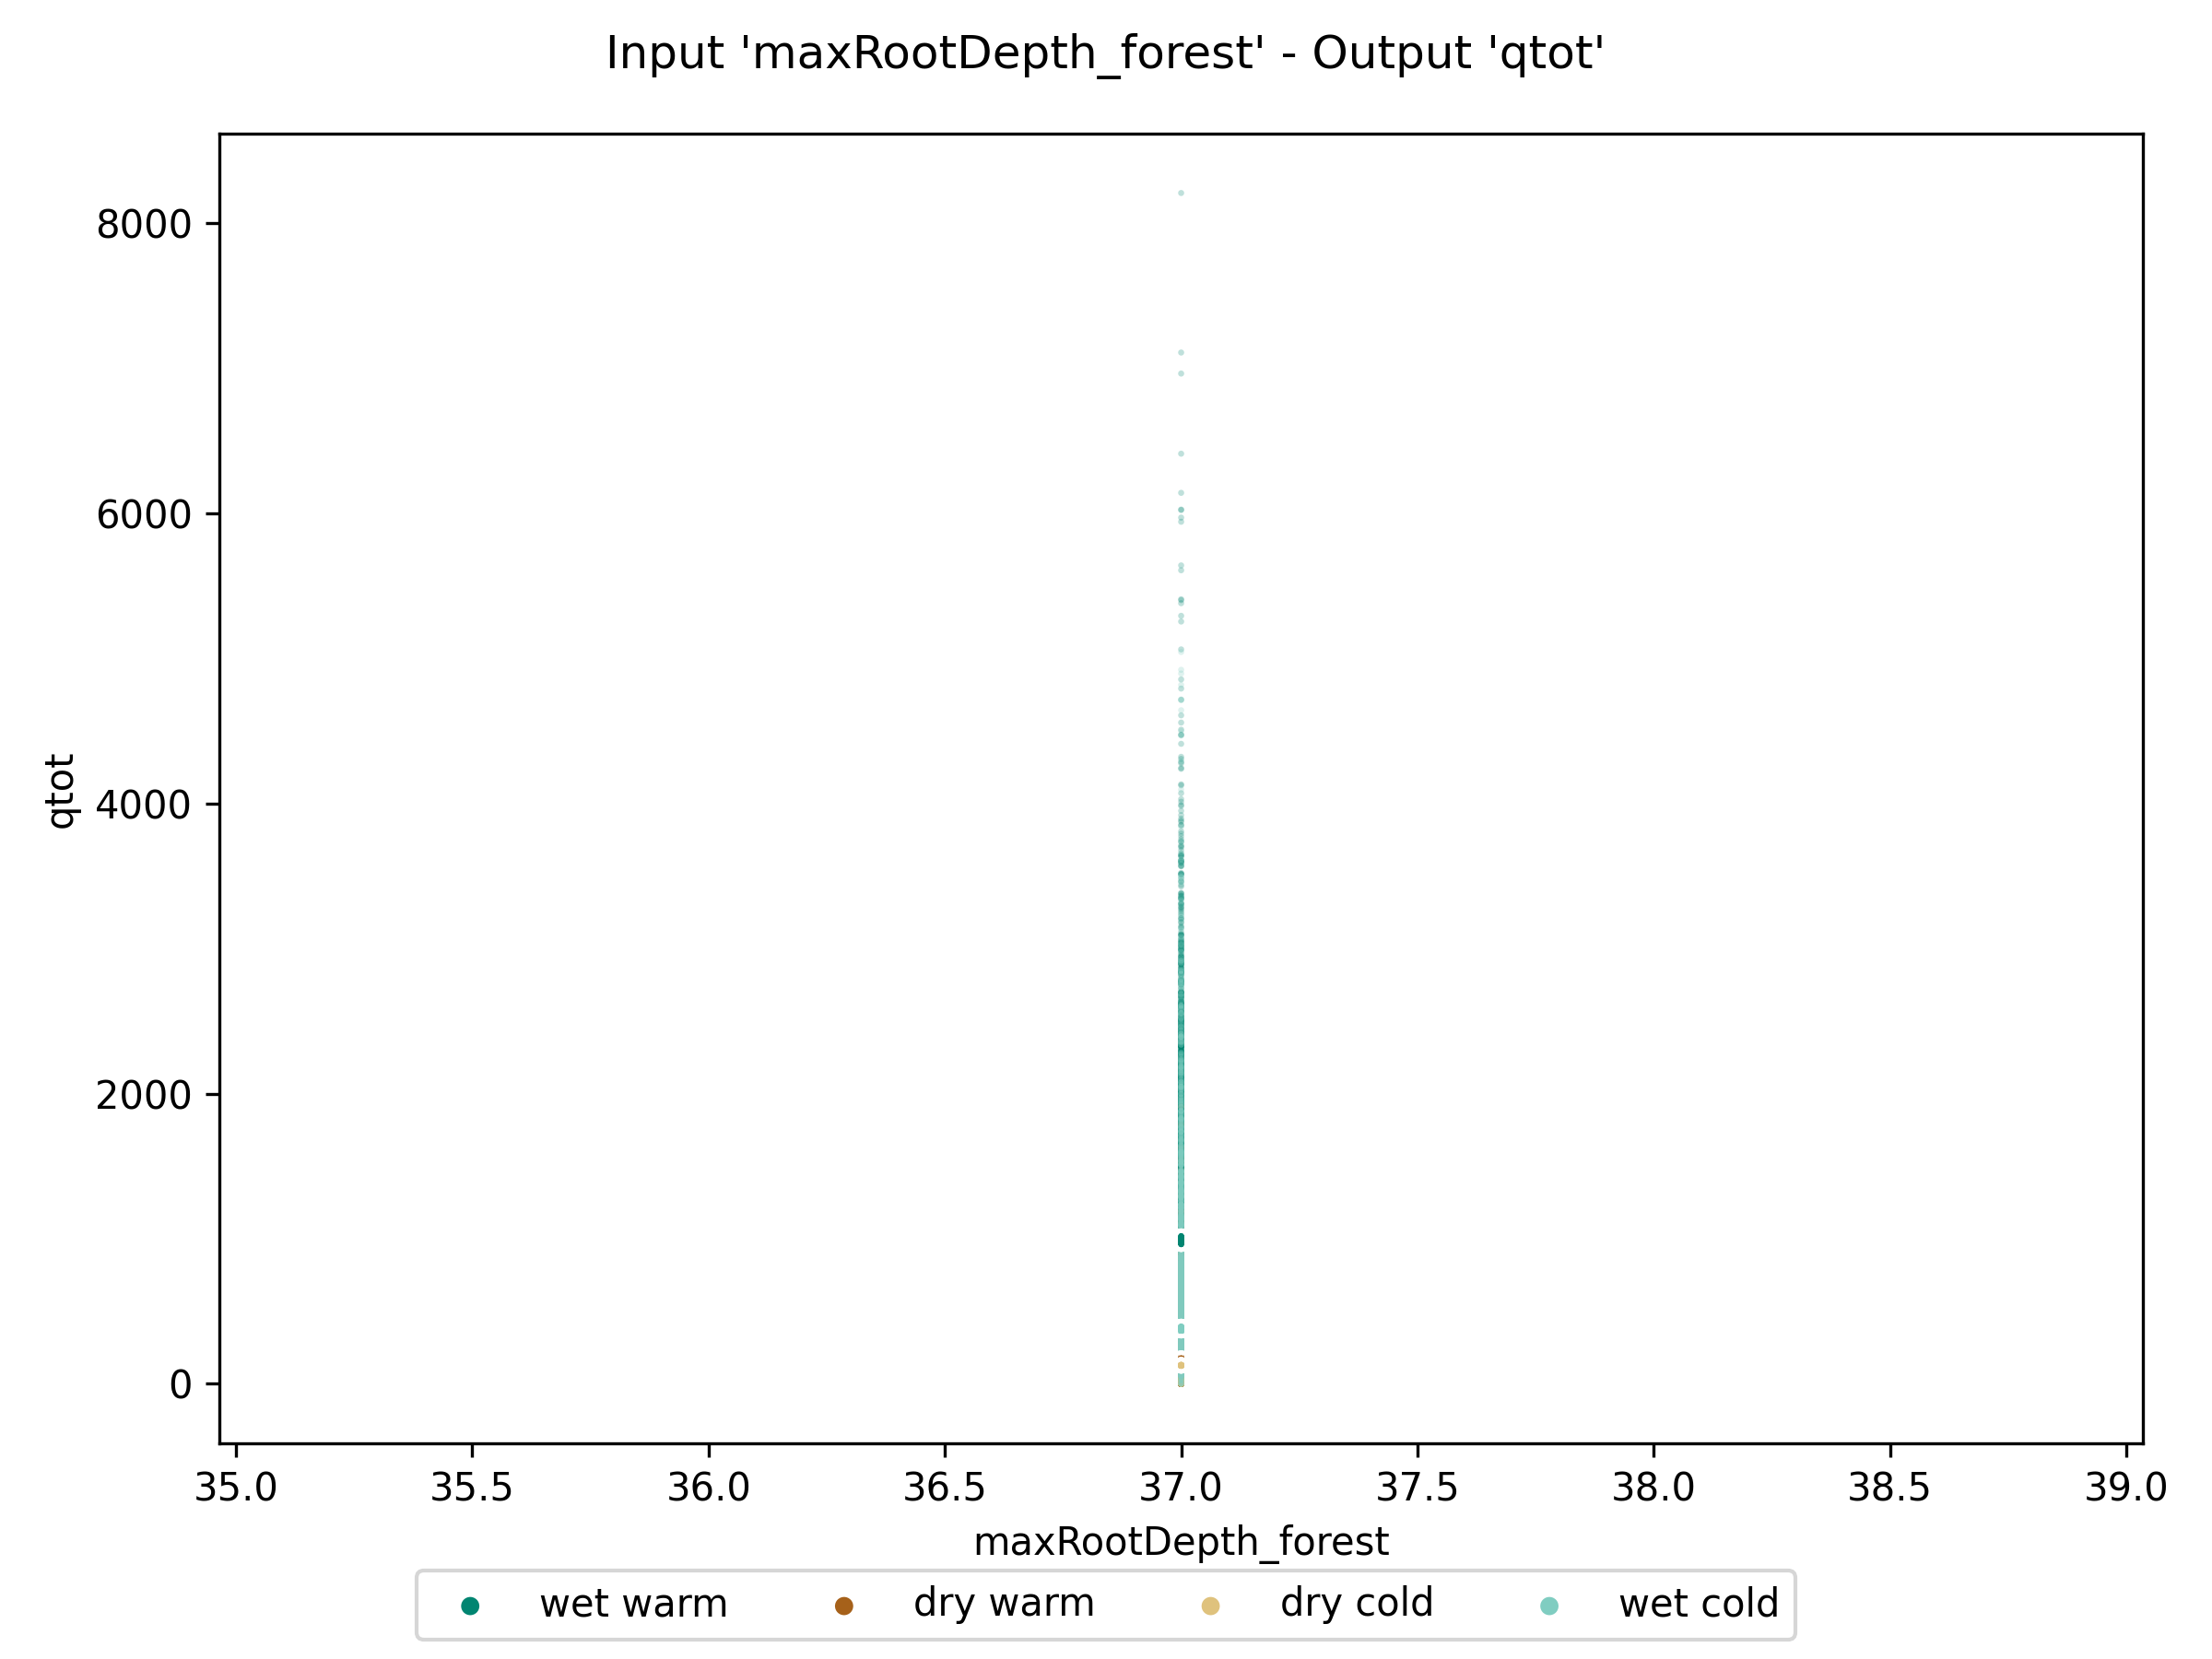 Input 'maxRootDepth_forest' - Output 'qtot'
8000
6000
4000
2000
0
qtot
35.0 35.5 36.0 36.5 37.0 37.5 38.0 38.5 39.0
maxRootDepth_forest
wet warm dry warm dry cold wet cold